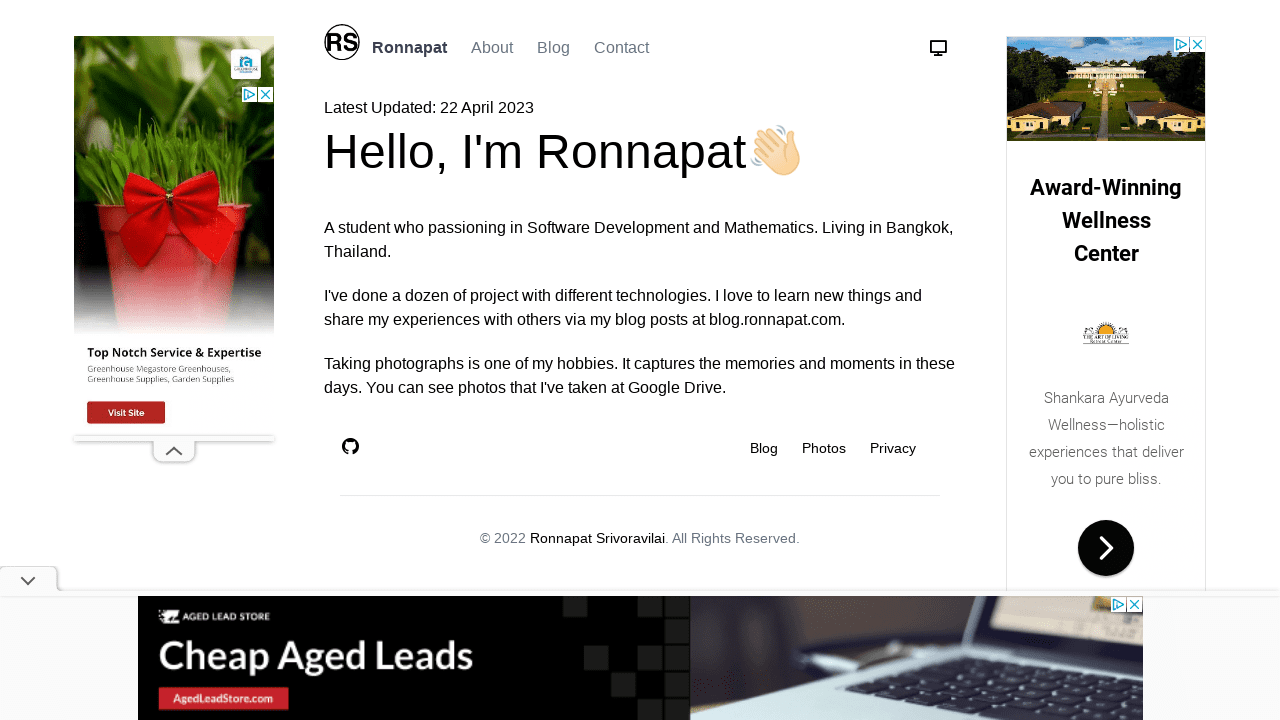 RS
Ronnapat About Blog Contact
Latest Updated: 22 April 2023
Hello, I'm Ronnapat
A student who passioning in Software Development and Mathematics. Living in Bangkok,
Thailand.
I've done a dozen of project with different technologies. I love to learn new things and
share my experiences with others via my blog posts at blog.ronnapat.com.
Taking photographs is one of my hobbies. It captures the memories and moments in these
days. You can see photos that I've taken at Google Drive.
Blog Photos Privacy
© 2022 Ronnapat Srivoravilai. All Rights Reserved.
Top Notch Service & Expertise
Greenhouse Megastore Greenhouses,
Greenhouse Supplies, Garden Supplies
Visit Site
Award-Winning
Wellness
Center
THE ART OF LIVING
Retreat Center
Shankara Ayurveda
Wellness—holistic
experiences that deliver
you to pure bliss.
AGED LEAD STORE
Cheap Aged Leads
AgedLeadStore.com